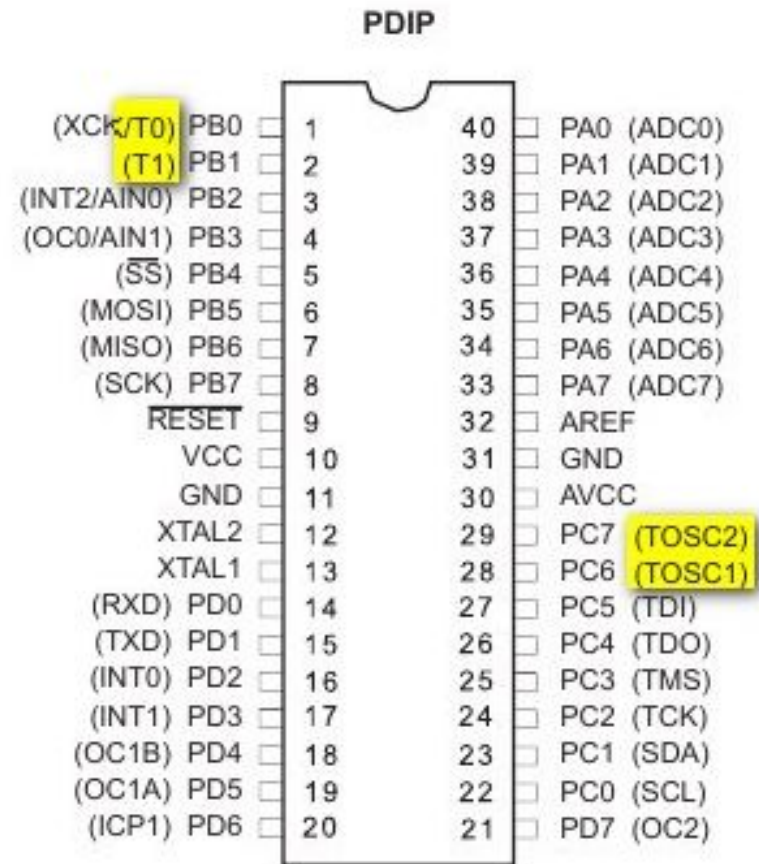 PDIP
(XCK/T0) PB0 1 40 PA0 (ADC0)
(T1) PB1 2 39 PA1 (ADC1)
(INT2/AIN0) PB2 3 38 PA2 (ADC2)
(OC0/AIN1) PB3 4 37 PA3 (ADC3)
(S̅S̅) PB4 5 36 PA4 (ADC4)
(MOSI) PB5 6 35 PA5 (ADC5)
(MISO) PB6 7 34 PA6 (ADC6)
(SCK) PB7 8 33 PA7 (ADC7)
R̅E̅S̅E̅T̅ 9 32 AREF
VCC 10 31 GND
GND 11 30 AVCC
XTAL2 12 29 PC7 (TOSC2)
XTAL1 13 28 PC6 (TOSC1)
(RXD) PD0 14 27 PC5 (TDI)
(TXD) PD1 15 26 PC4 (TDO)
(INT0) PD2 16 25 PC3 (TMS)
(INT1) PD3 17 24 PC2 (TCK)
(OC1B) PD4 18 23 PC1 (SDA)
(OC1A) PD5 19 22 PC0 (SCL)
(ICP1) PD6 20 21 PD7 (OC2)